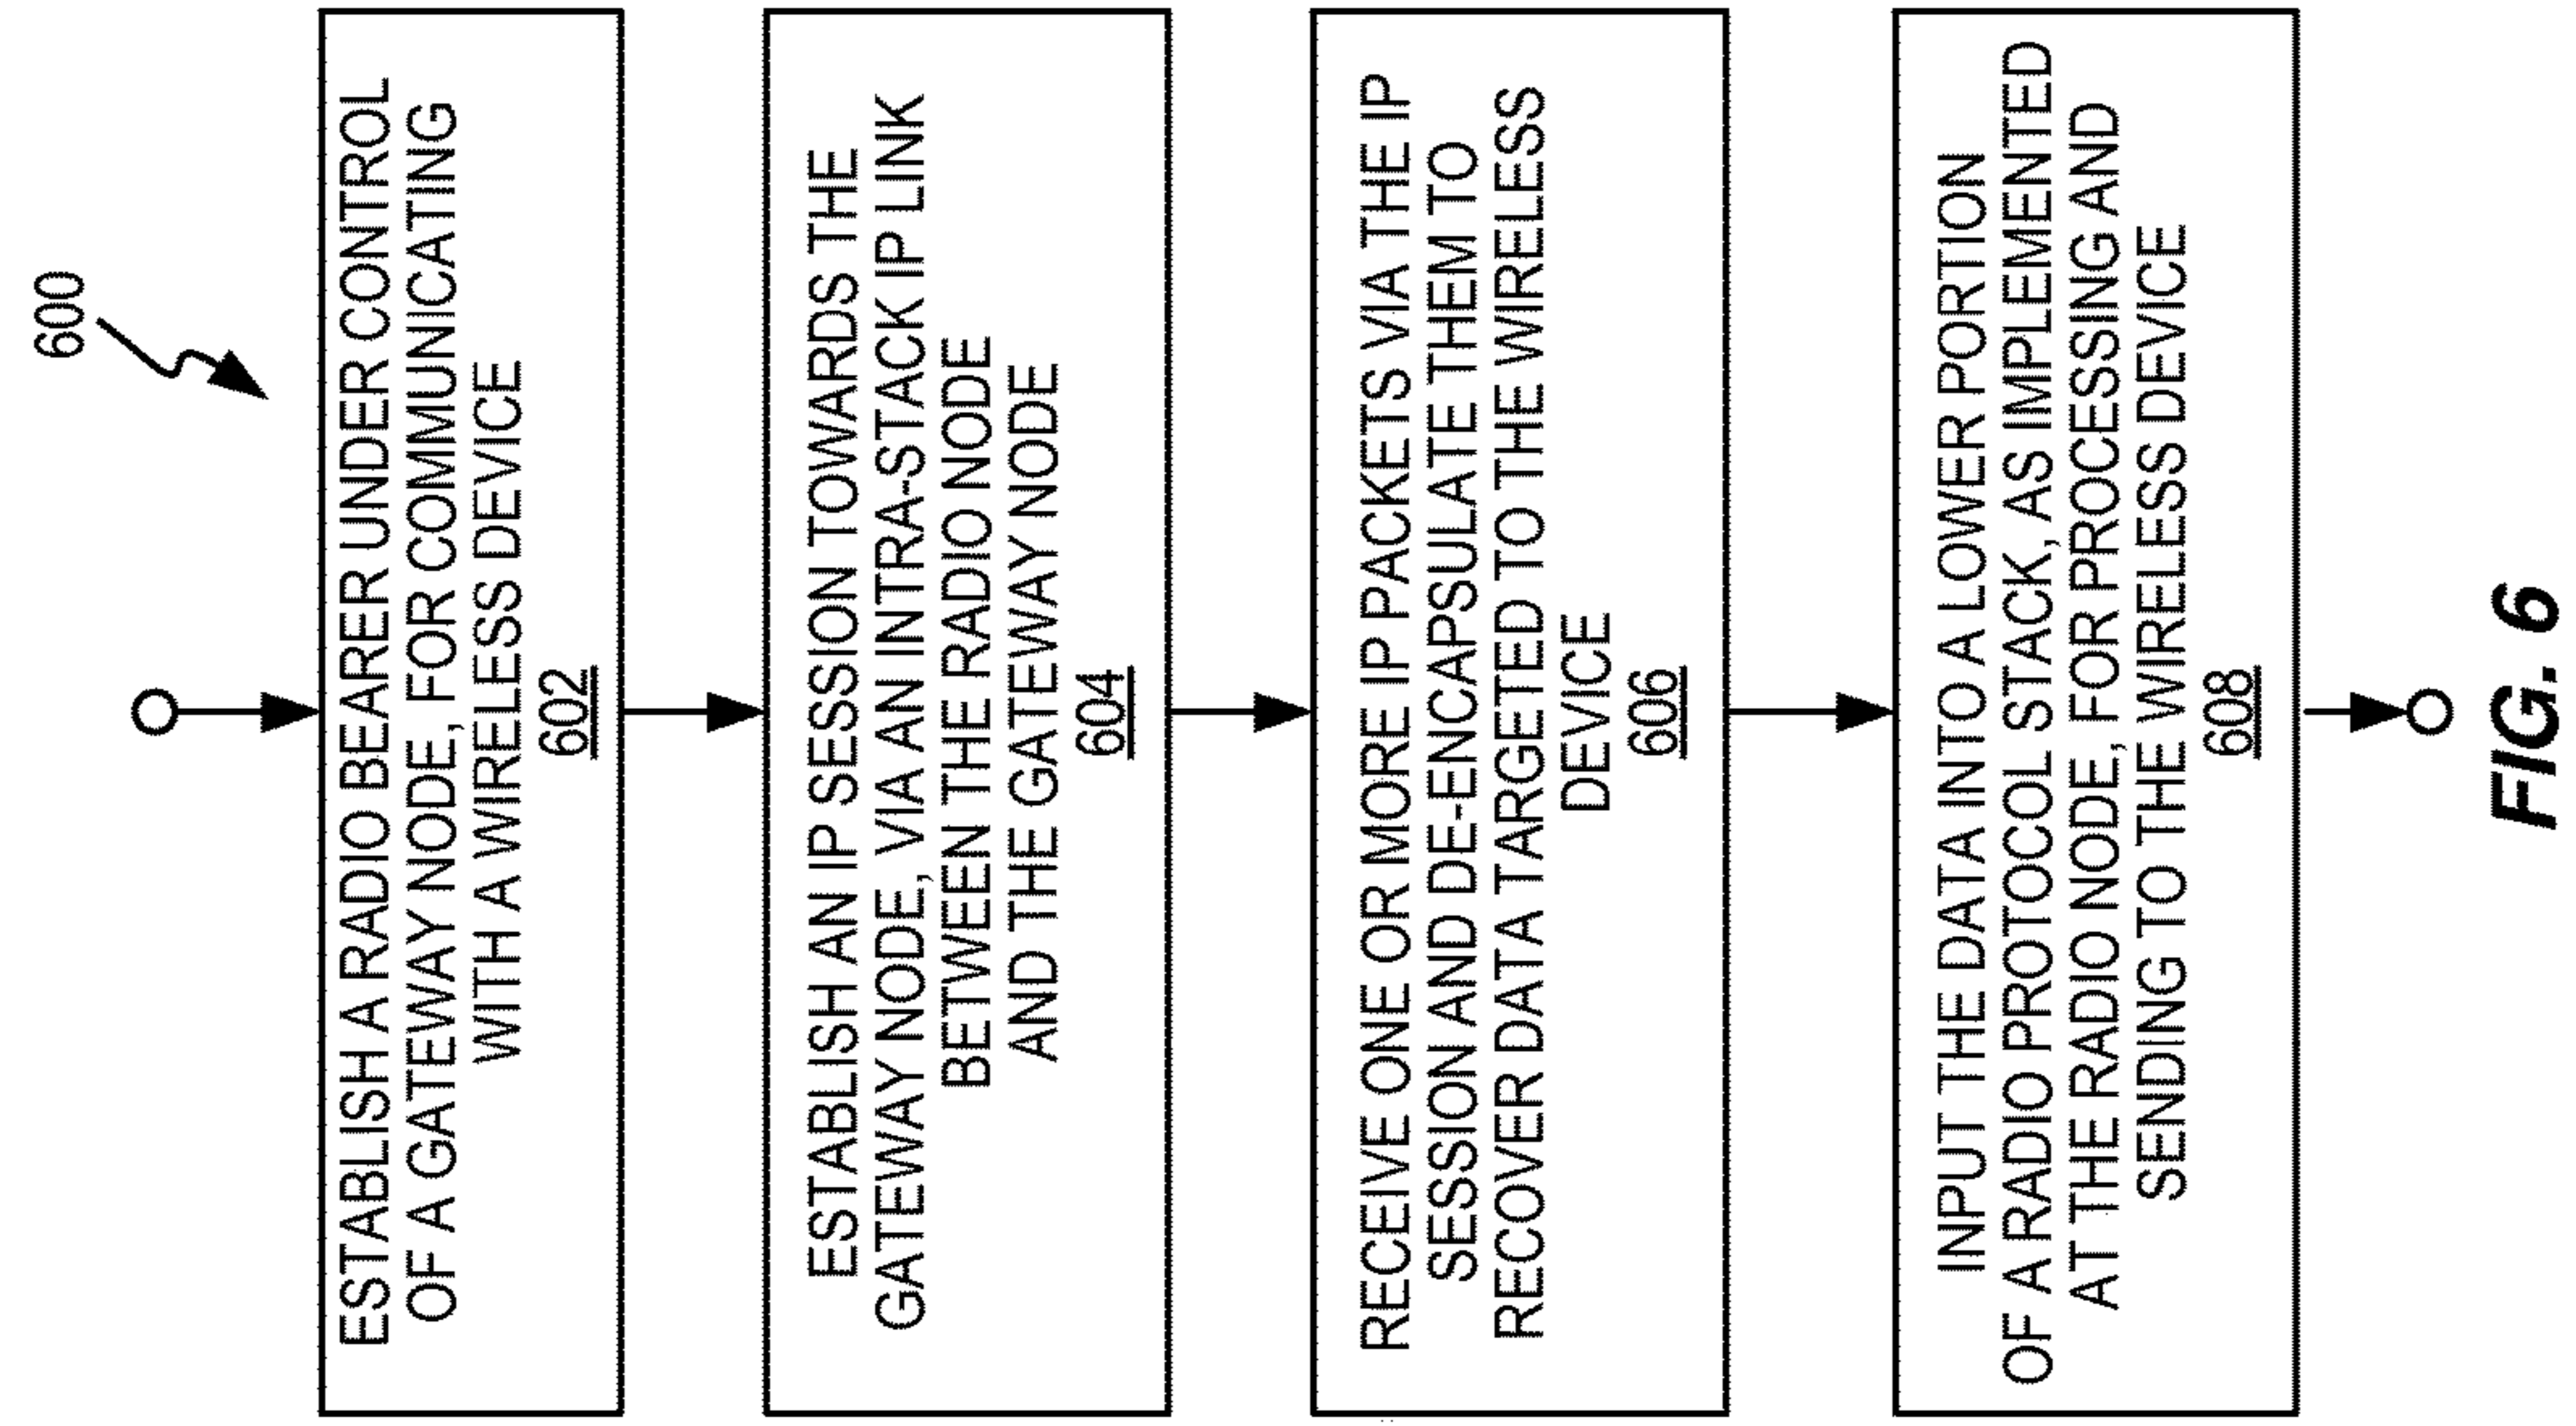 600
ESTABLISH A RADIO BEARER UNDER CONTROL
OF A GATEWAY NODE, FOR COMMUNICATING
WITH A WIRELESS DEVICE
602
ESTABLISH AN IP SESSION TOWARDS THE
GATEWAY NODE, VIA AN INTRA-STACK IP LINK
BETWEEN THE RADIO NODE
AND THE GATEWAY NODE
604
RECEIVE ONE OR MORE IP PACKETS VIA THE IP
SESSION AND DE-ENCAPSULATE THEM TO
RECOVER DATA TARGETED TO THE WIRELESS
DEVICE
606
INPUT THE DATA INTO A LOWER PORTION
OF A RADIO PROTOCOL STACK, AS IMPLEMENTED
AT THE RADIO NODE, FOR PROCESSING AND
SENDING TO THE WIRELESS DEVICE
608
FIG. 6